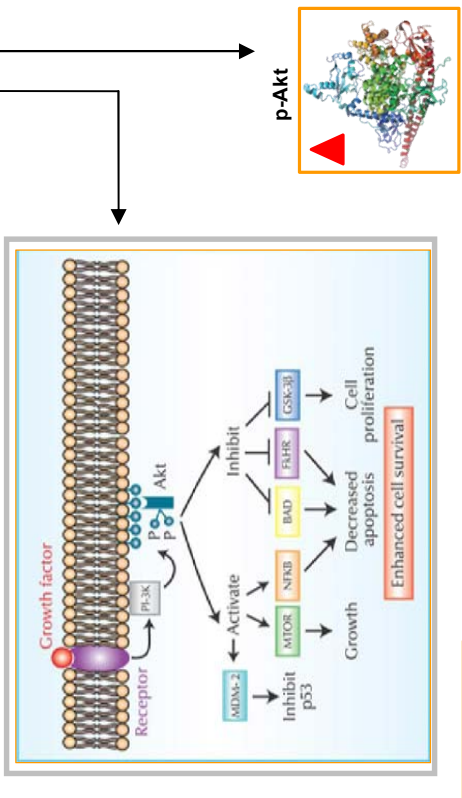 p-Akt
Growth factor
Receptor
PI-3K
P
P
Akt
Activate
Inhibit
MDM-2
MTOR
NFKB
BAD
FkHR
GSK-3β
Inhibit
p53
Growth
Decreased
apoptosis
Cell
proliferation
Enhanced cell survival